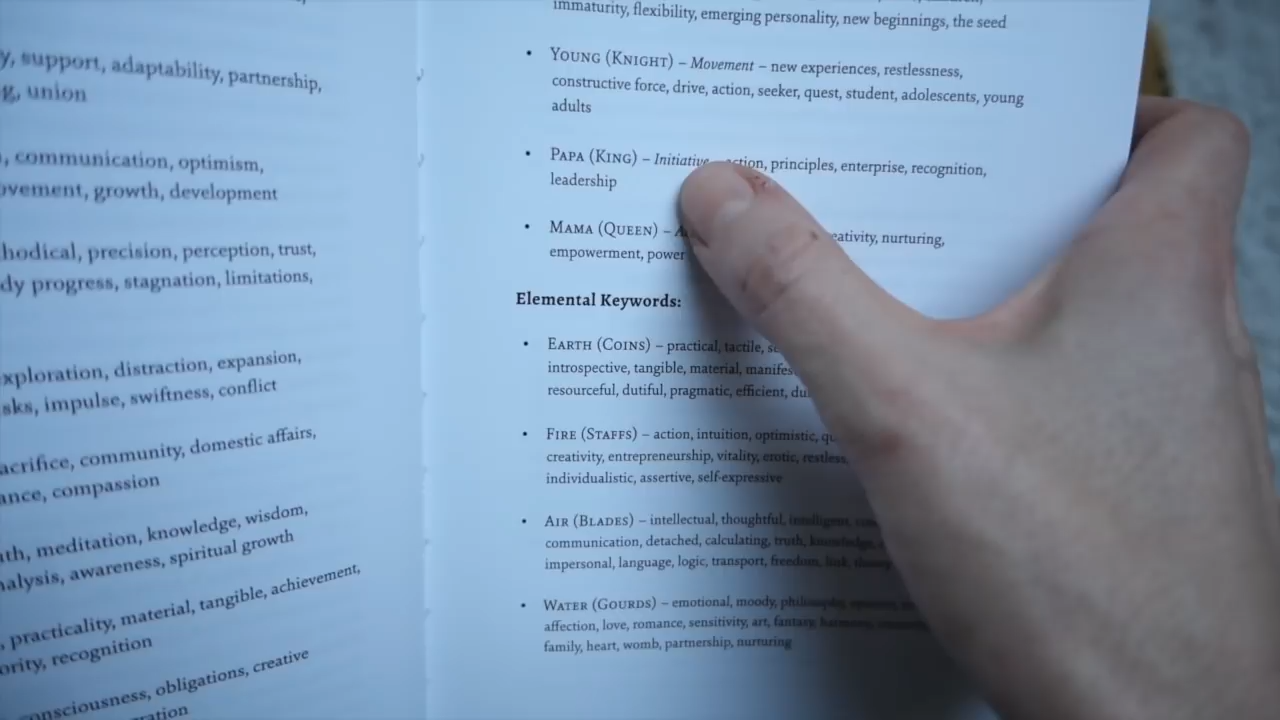 y, support, adaptability, partnership,
g, union
, communication, optimism,
ovement, growth, development
hodical, precision, perception, trust,
dy progress, stagnation, limitations,
xploration, distraction, expansion,
sks, impulse, swiftness, conflict
acrifice, community, domestic affairs,
ance, compassion
th, meditation, knowledge, wisdom,
nalysis, awareness, spiritual growth
, practicality, material, tangible, achievement,
ority, recognition
onsciousness, obligations, creative
immaturity, flexibility, emerging personality, new beginnings, the seed
• YOUNG (KNIGHT) – Movement – new experiences, restlessness,
constructive force, drive, action, seeker, quest, student, adolescents, young
adults
• PAPA (KING) – Initiative action, principles, enterprise, recognition,
leadership
• MAMA (QUEEN) – eativity, nurturing,
empowerment, power
Elemental Keywords:
• EARTH (COINS) – practical, tactile,
introspective, tangible, material,
resourceful, dutiful, pragmatic, efficient,
• FIRE (STAFFS) – action, intuition, optimistic,
creativity, entrepreneurship, vitality, erotic, restless,
individualistic, assertive, self-expressive
• AIR (BLADES) – intellectual, thoughtful, intelligent,
communication, detached, calculating, truth, knowledge,
impersonal, language, logic, transport, freedom,
• WATER (GOURDS) – emotional, moody, philosophy,
affection, love, romance, sensitivity, art, fantasy, harmony,
family, heart, womb, partnership, nurturing